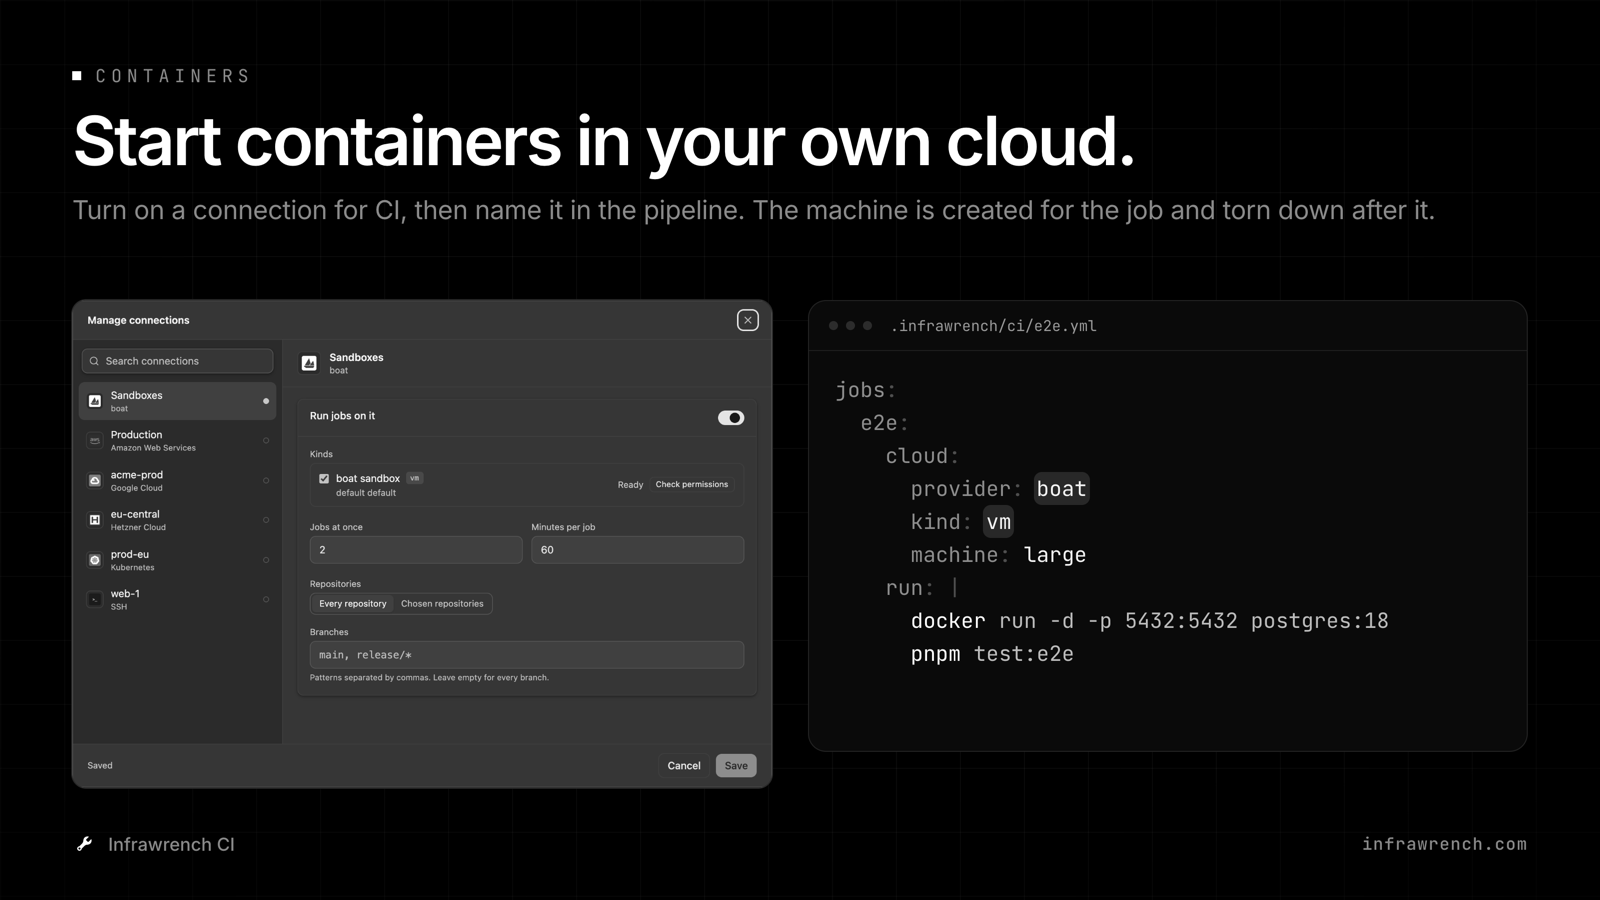 CONTAINERS
Start containers in your own cloud.
Turn on a connection for CI, then name it in the pipeline. The machine is created for the job and torn down after it.
Manage connections
Search connections
Sandboxes
boat
Production
Amazon Web Services
acme-prod
Google Cloud
eu-central
Hetzner Cloud
prod-eu
Kubernetes
web-1
SSH
Sandboxes
boat
Run jobs on it
Kinds
boat sandbox vm
default default
Ready Check permissions
Jobs at once
Minutes per job
2
60
Repositories
Every repository Chosen repositories
Branches
main, release/*
Patterns separated by commas. Leave empty for every branch.
Saved
Cancel Save
.infrawrench/ci/e2e.yml
jobs:
e2e:
cloud:
provider: boat
kind: vm
machine: large
run: |
docker run -d -p 5432:5432 postgres:18
pnpm test:e2e
Infrawrench CI
infrawrench.com